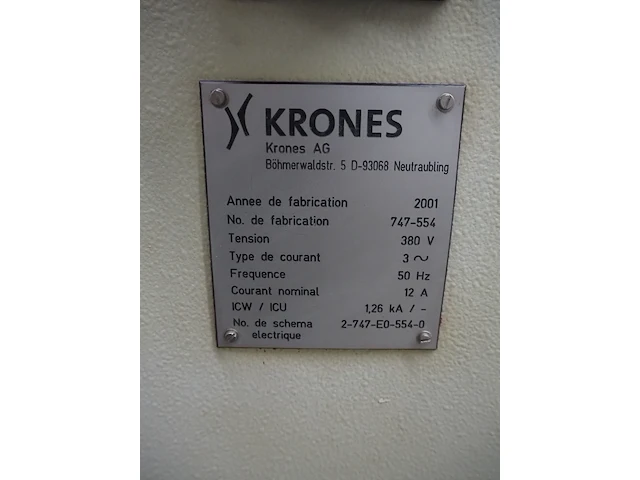 KRONES
Krones AG
Böhmerwaldstr. 5 D-93068 Neutraubling
Annee de fabrication 2001
No. de fabrication 747-554
Tension 380 V
Type de courant 3 ~
Frequence 50 Hz
Courant nominal 12 A
ICW / ICU 1,26 kA / -
No. de schema 2-747-E0-554-0
electrique